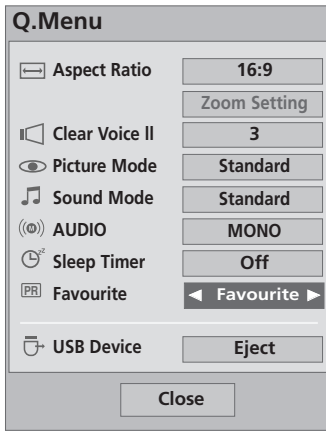 Q.Menu
Aspect Ratio 16:9
Zoom Setting
Clear Voice ll 3
Picture Mode Standard
Sound Mode Standard
AUDIO MONO
Sleep Timer Off
PR Favourite ◀ Favourite ▶
USB Device Eject
Close